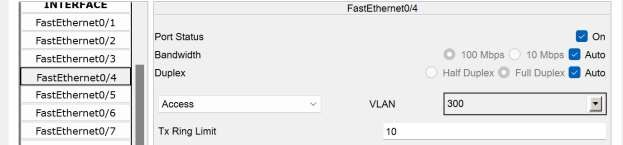 INTERFACE
FastEthernet0/1
FastEthernet0/2
FastEthernet0/3
FastEthernet0/4
FastEthernet0/5
FastEthernet0/6
FastEthernet0/7
FastEthernet0/4
Port Status On
Bandwidth 100 Mbps 10 Mbps Auto
Duplex Half Duplex Full Duplex Auto
Access VLAN 300
Tx Ring Limit 10